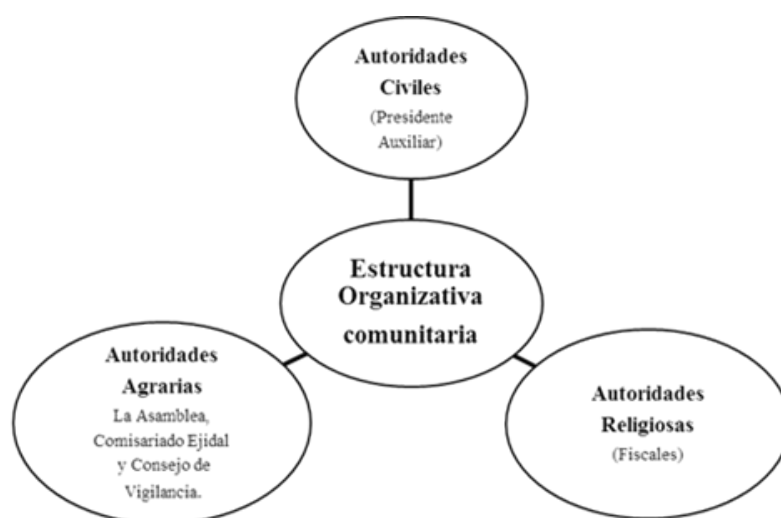 Autoridades
Civiles
(Presidente
Auxiliar)
Estructura
Organizativa
comunitaria
Autoridades
Agrarias
La Asamblea,
Comisariado Ejidal
y Consejo de
Vigilancia.
Autoridades
Religiosas
(Fiscales)